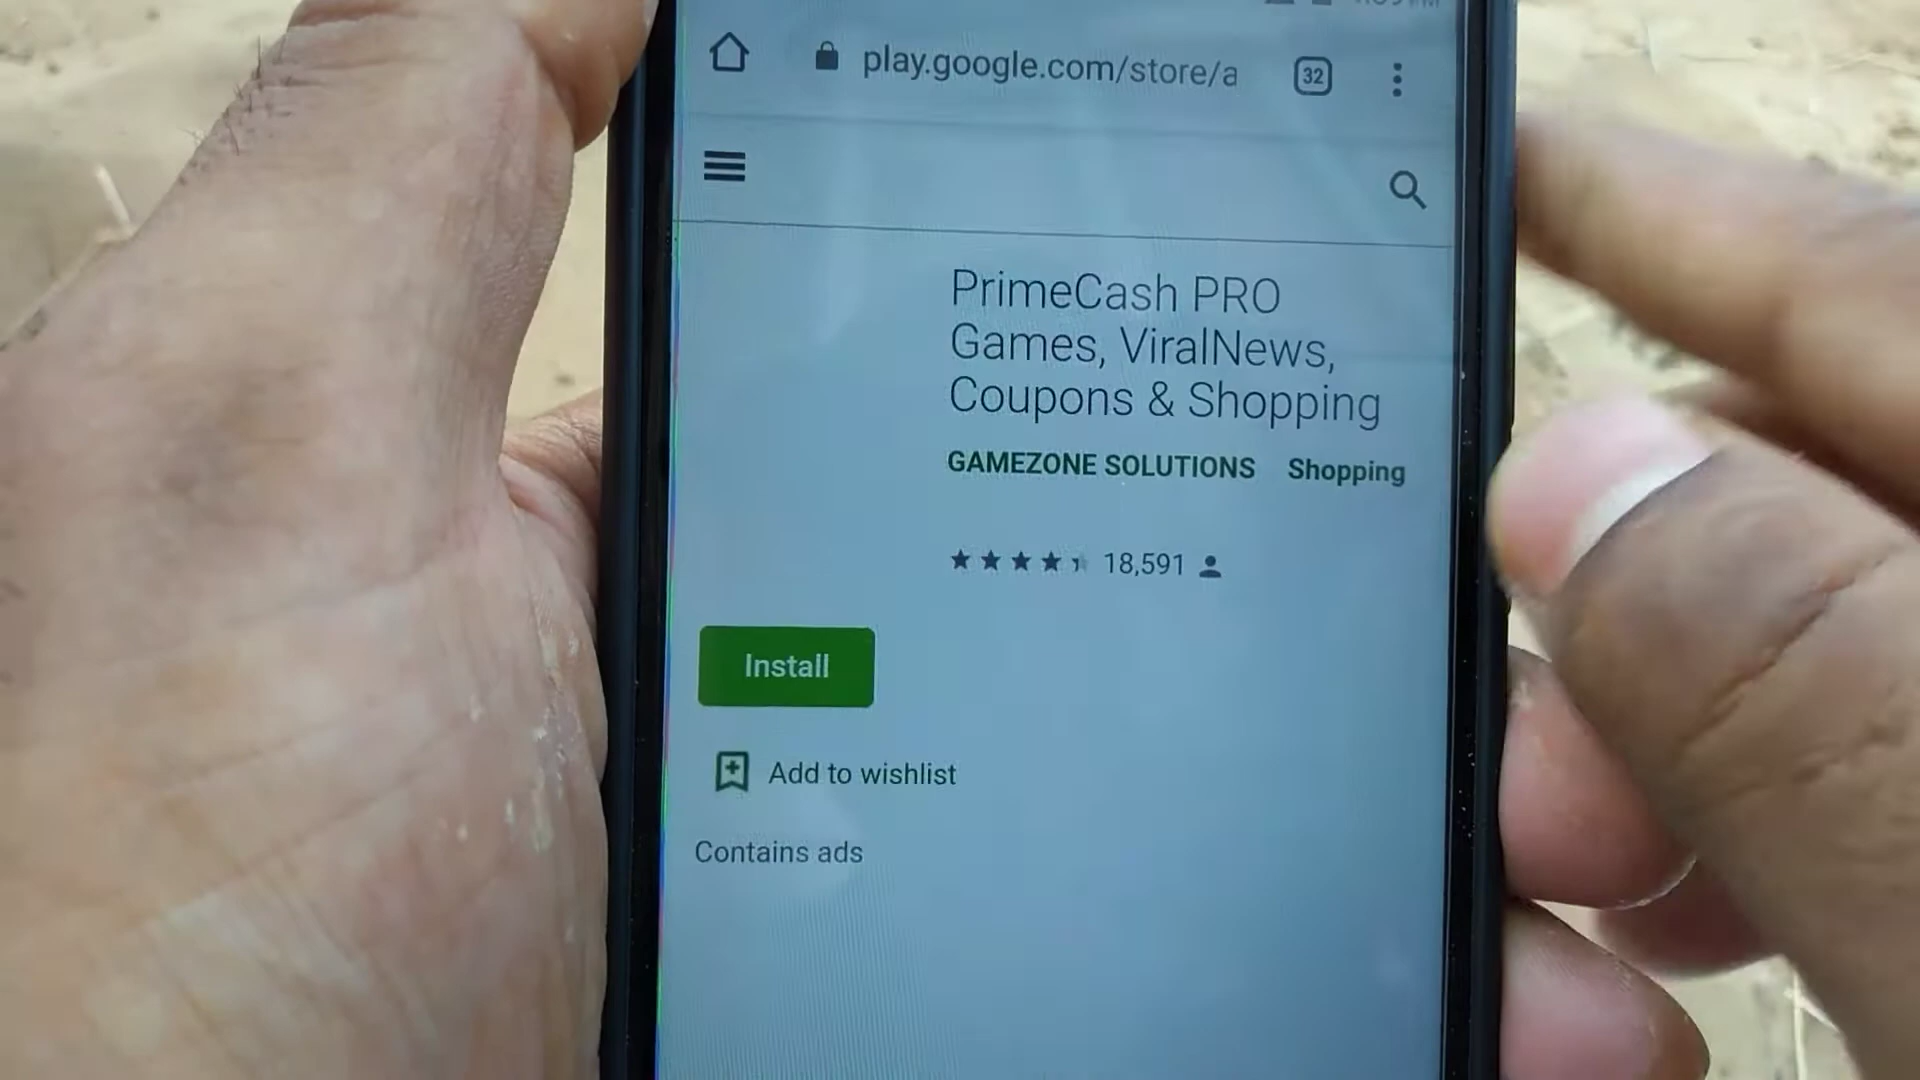 play.google.com/store/a
32
PrimeCash PRO
Games, ViralNews,
Coupons & Shopping
GAMEZONE SOLUTIONS Shopping
18,591
Install
Add to wishlist
Contains ads